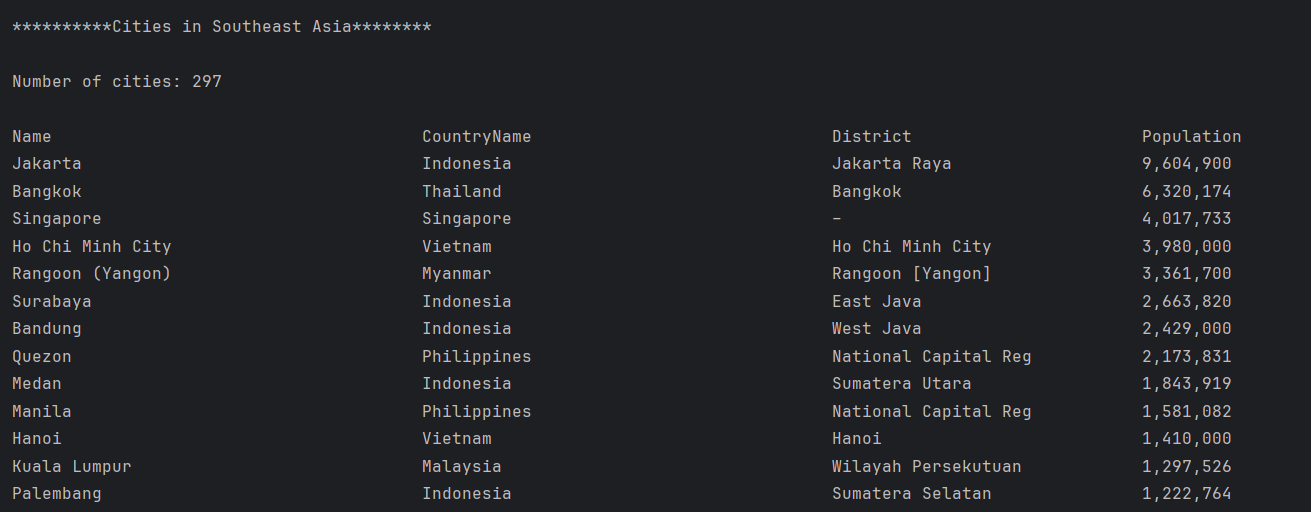 **********Cities in Southeast Asia********
Number of cities: 297
Name CountryName District Population
Jakarta Indonesia Jakarta Raya 9,604,900
Bangkok Thailand Bangkok 6,320,174
Singapore Singapore – 4,017,733
Ho Chi Minh City Vietnam Ho Chi Minh City 3,980,000
Rangoon (Yangon) Myanmar Rangoon [Yangon] 3,361,700
Surabaya Indonesia East Java 2,663,820
Bandung Indonesia West Java 2,429,000
Quezon Philippines National Capital Reg 2,173,831
Medan Indonesia Sumatera Utara 1,843,919
Manila Philippines National Capital Reg 1,581,082
Hanoi Vietnam Hanoi 1,410,000
Kuala Lumpur Malaysia Wilayah Persekutuan 1,297,526
Palembang Indonesia Sumatera Selatan 1,222,764